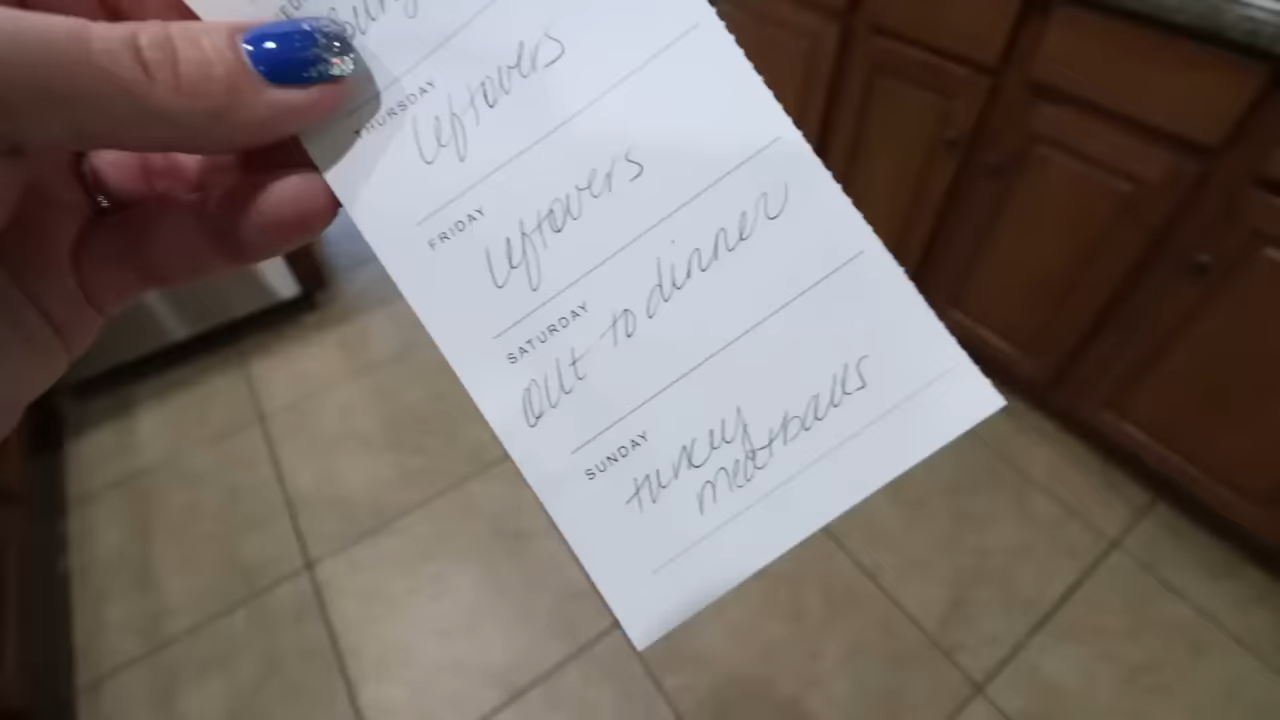 THURSDAY
leftovers
FRIDAY
leftovers
SATURDAY
out to dinner
SUNDAY
turkey
meatballs